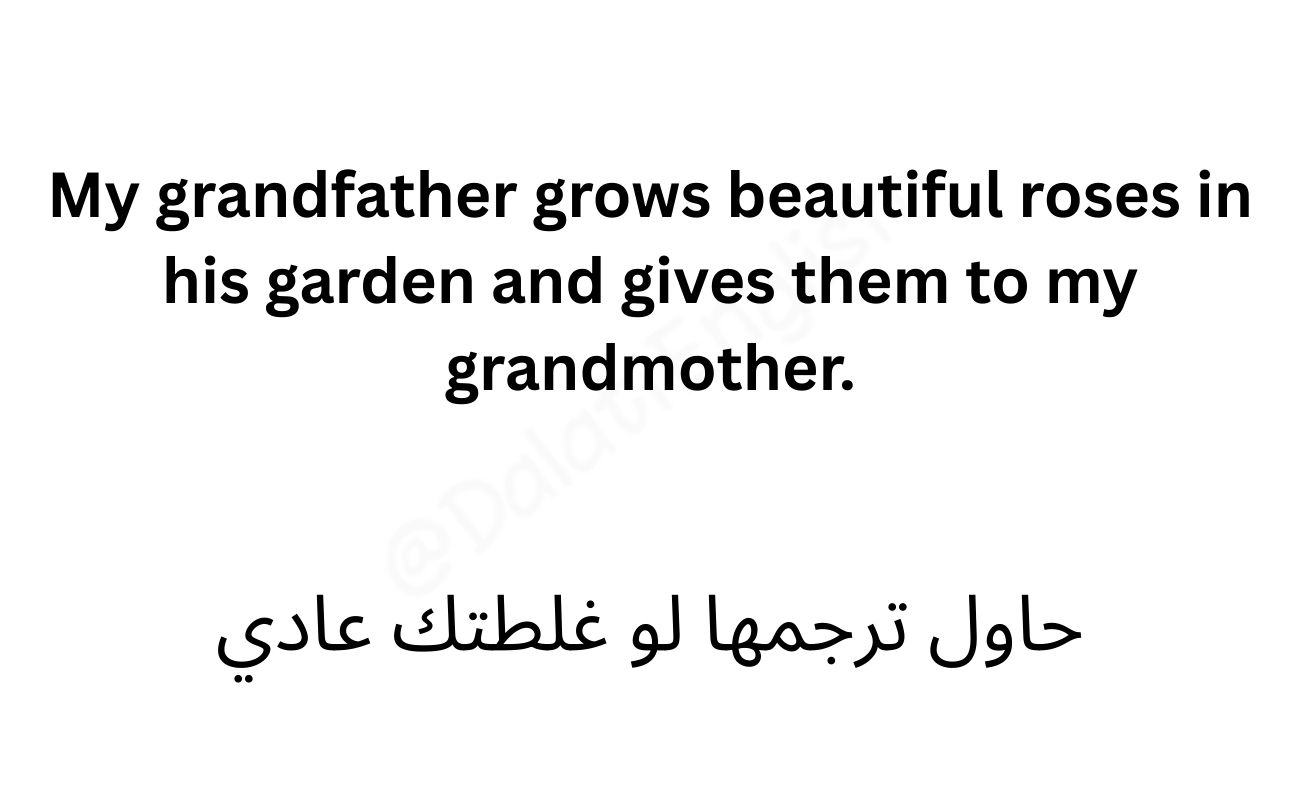 My grandfather grows beautiful roses in
his garden and gives them to my
grandmother.
@DalatEnglish
حاول ترجمها لو غلطتك عادي